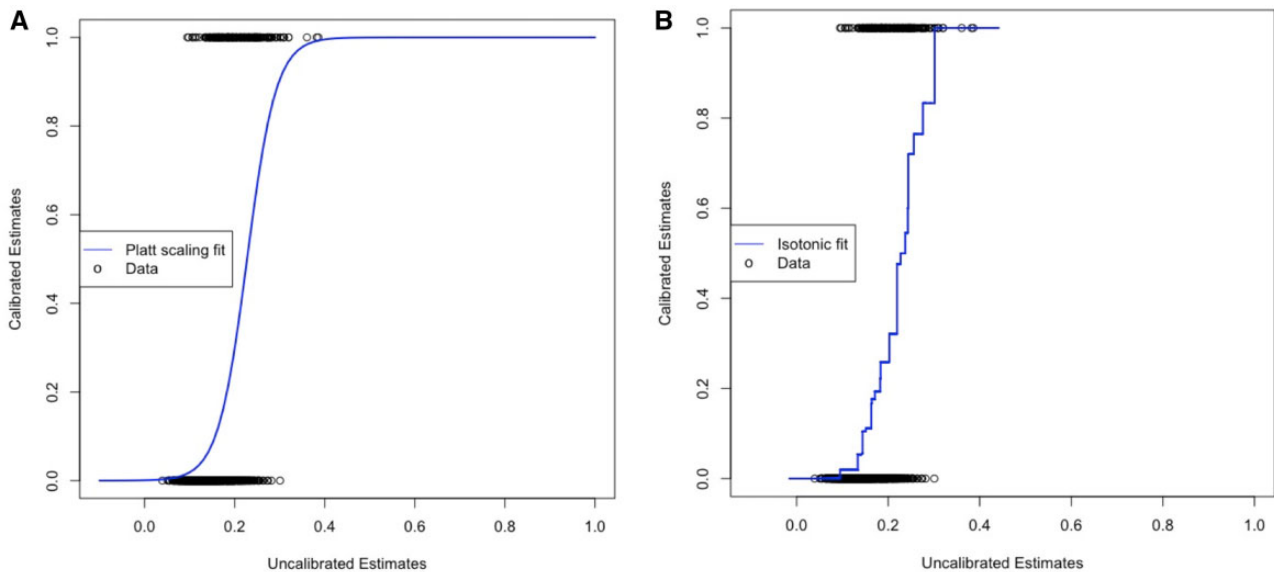 A
Calibrated Estimates
1.0
0.8
0.6
0.4
0.2
0.0
Platt scaling fit
Data
0.0 0.2 0.4 0.6 0.8 1.0
Uncalibrated Estimates
B
Calibrated Estimates
1.0
0.8
0.6
0.4
0.2
0.0
Isotonic fit
Data
0.0 0.2 0.4 0.6 0.8 1.0
Uncalibrated Estimates